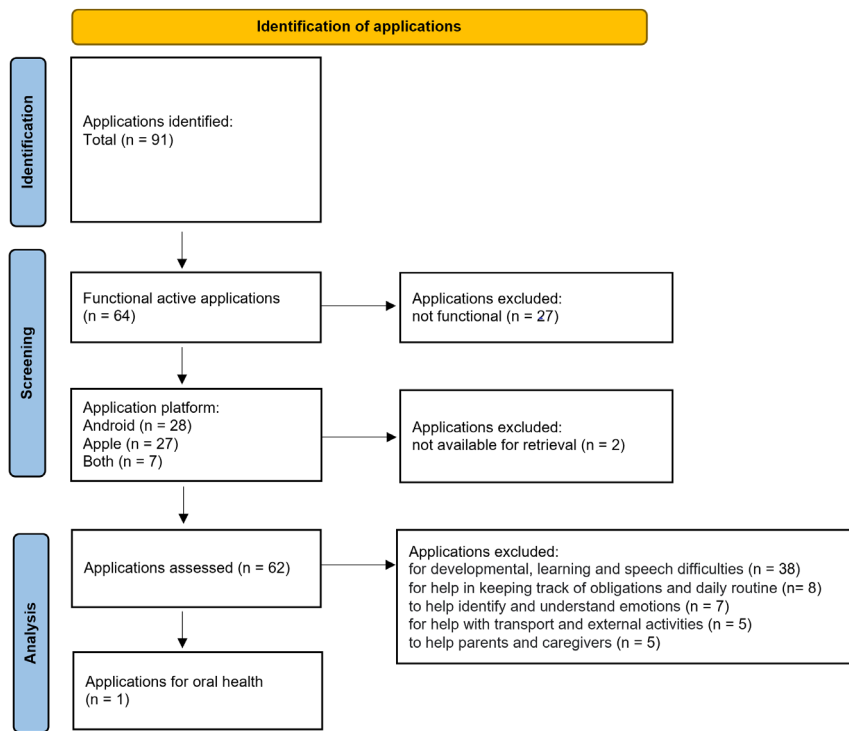 Identification of applications
Identification
Applications identified:
Total (n = 91)
Screening
Functional active applications
(n = 64)
Applications excluded:
not functional (n = 27)
Application platform:
Android (n = 28)
Apple (n = 27)
Both (n = 7)
Applications excluded:
not available for retrieval (n = 2)
Analysis
Applications assessed (n = 62)
Applications excluded:
for developmental, learning and speech difficulties (n = 38)
for help in keeping track of obligations and daily routine (n= 8)
to help identify and understand emotions (n = 7)
for help with transport and external activities (n = 5)
to help parents and caregivers (n = 5)
Applications for oral health
(n = 1)